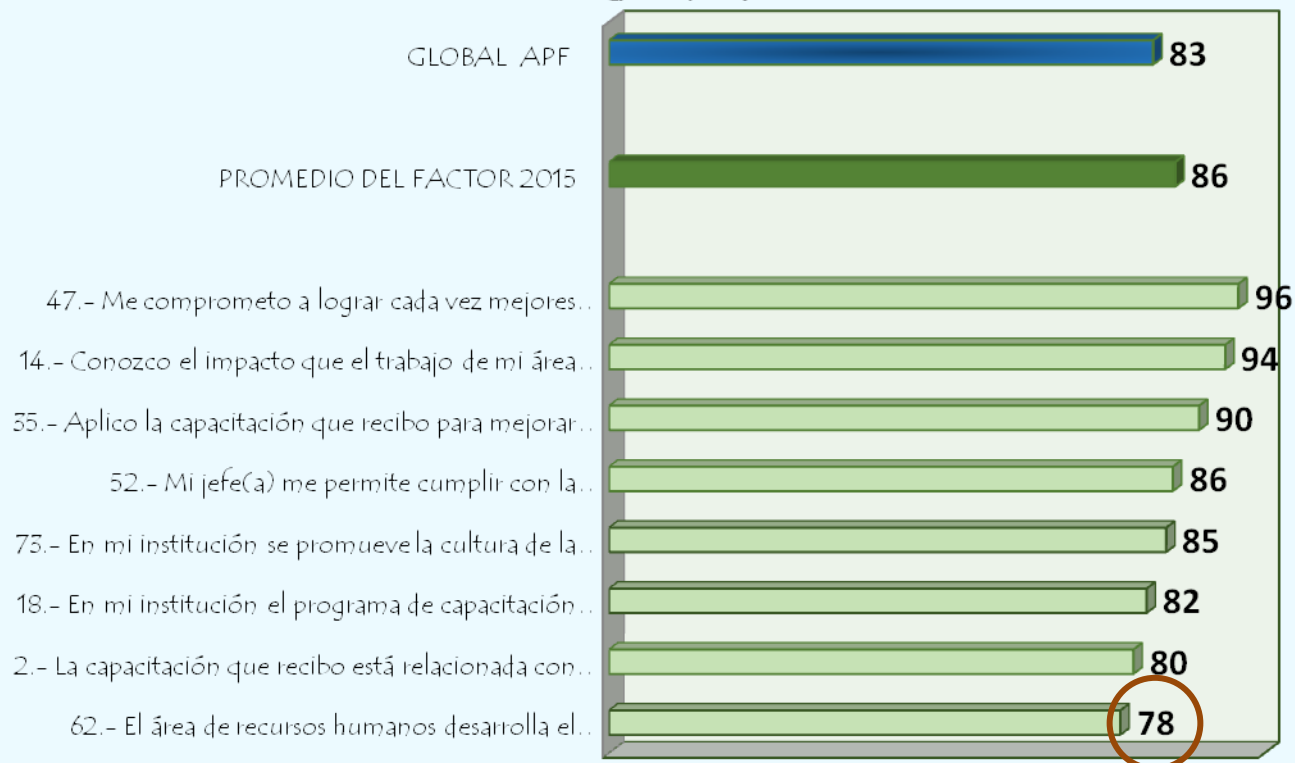 GLOBAL APF 83
PROMEDIO DEL FACTOR 2015 86
47.- Me comprometo a lograr cada vez mejores.. 96
14.- Conozco el impacto que el trabajo de mi área.. 94
35.- Aplico la capacitación que recibo para mejorar.. 90
52.- Mi jefe(a) me permite cumplir con la.. 86
73.- En mi institución se promueve la cultura de la.. 85
18.- En mi institución el programa de capacitación.. 82
2.- La capacitación que recibo está relacionada con.. 80
62.- El área de recursos humanos desarrolla el.. 78